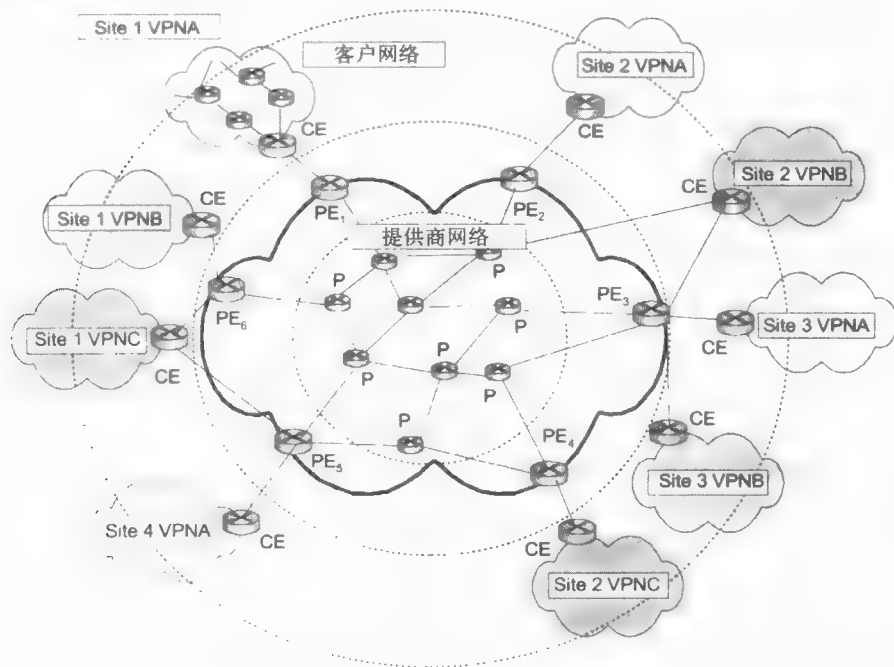 Site 1 VPNA
客户网络
Site 2 VPNA
CE
CE
CE
Site 2 VPNB
CE
Site 1 VPNB
PE1
PE2
提供商网络
P
P
PE3
PE6
P
Site 1 VPNC
CE
CE
Site 3 VPNA
P
P
P
CE
P
PE4
PE5
Site 3 VPNB
Site 4 VPNA
CE
CE
Site 2 VPNC